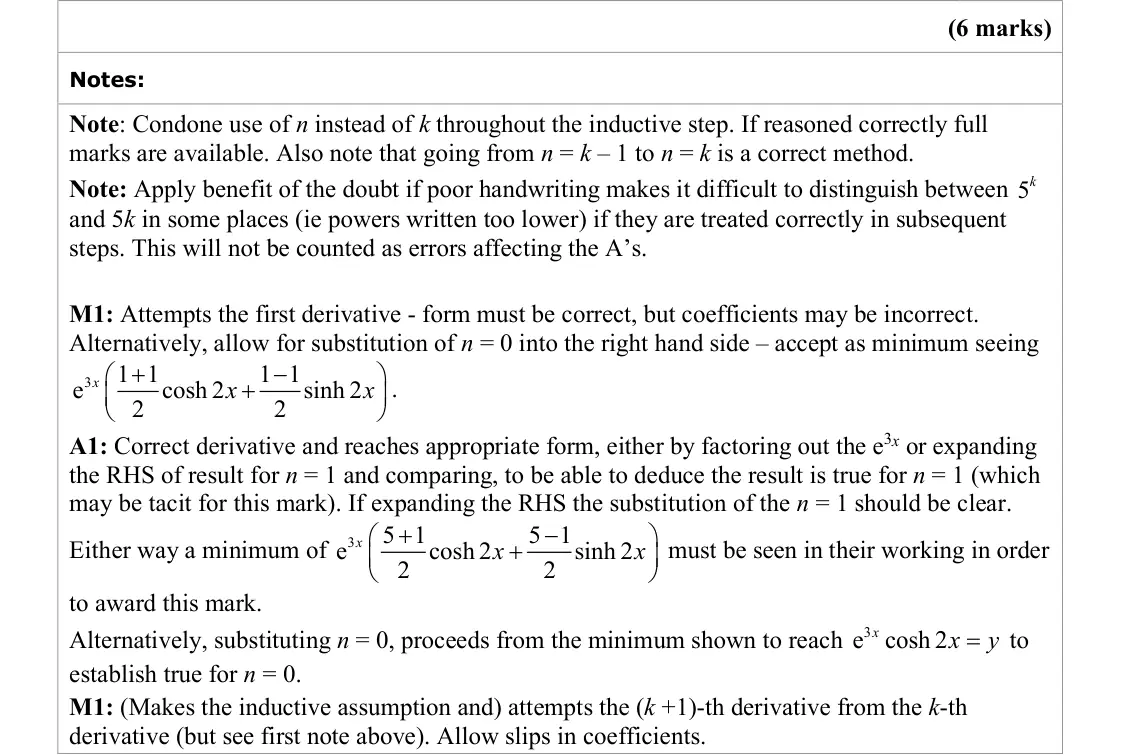 (6 marks)
Notes:
Note: Condone use of n instead of k throughout the inductive step. If reasoned correctly full
marks are available. Also note that going from n = k – 1 to n = k is a correct method.
Note: Apply benefit of the doubt if poor handwriting makes it difficult to distinguish between 5^k
and 5k in some places (ie powers written too lower) if they are treated correctly in subsequent
steps. This will not be counted as errors affecting the A’s.
M1: Attempts the first derivative - form must be correct, but coefficients may be incorrect.
Alternatively, allow for substitution of n = 0 into the right hand side – accept as minimum seeing
e^{3x} ( \frac{1+1}{2} cosh 2x + \frac{1−1}{2} sinh 2x ) .
A1: Correct derivative and reaches appropriate form, either by factoring out the e^{3x} or expanding
the RHS of result for n = 1 and comparing, to be able to deduce the result is true for n = 1 (which
may be tacit for this mark). If expanding the RHS the substitution of the n = 1 should be clear.
Either way a minimum of e^{3x} ( \frac{5+1}{2} cosh 2x + \frac{5−1}{2} sinh 2x ) must be seen in their working in order
to award this mark.
Alternatively, substituting n = 0, proceeds from the minimum shown to reach e^{3x} cosh 2x = y to
establish true for n = 0.
M1: (Makes the inductive assumption and) attempts the (k +1)-th derivative from the k-th
derivative (but see first note above). Allow slips in coefficients.